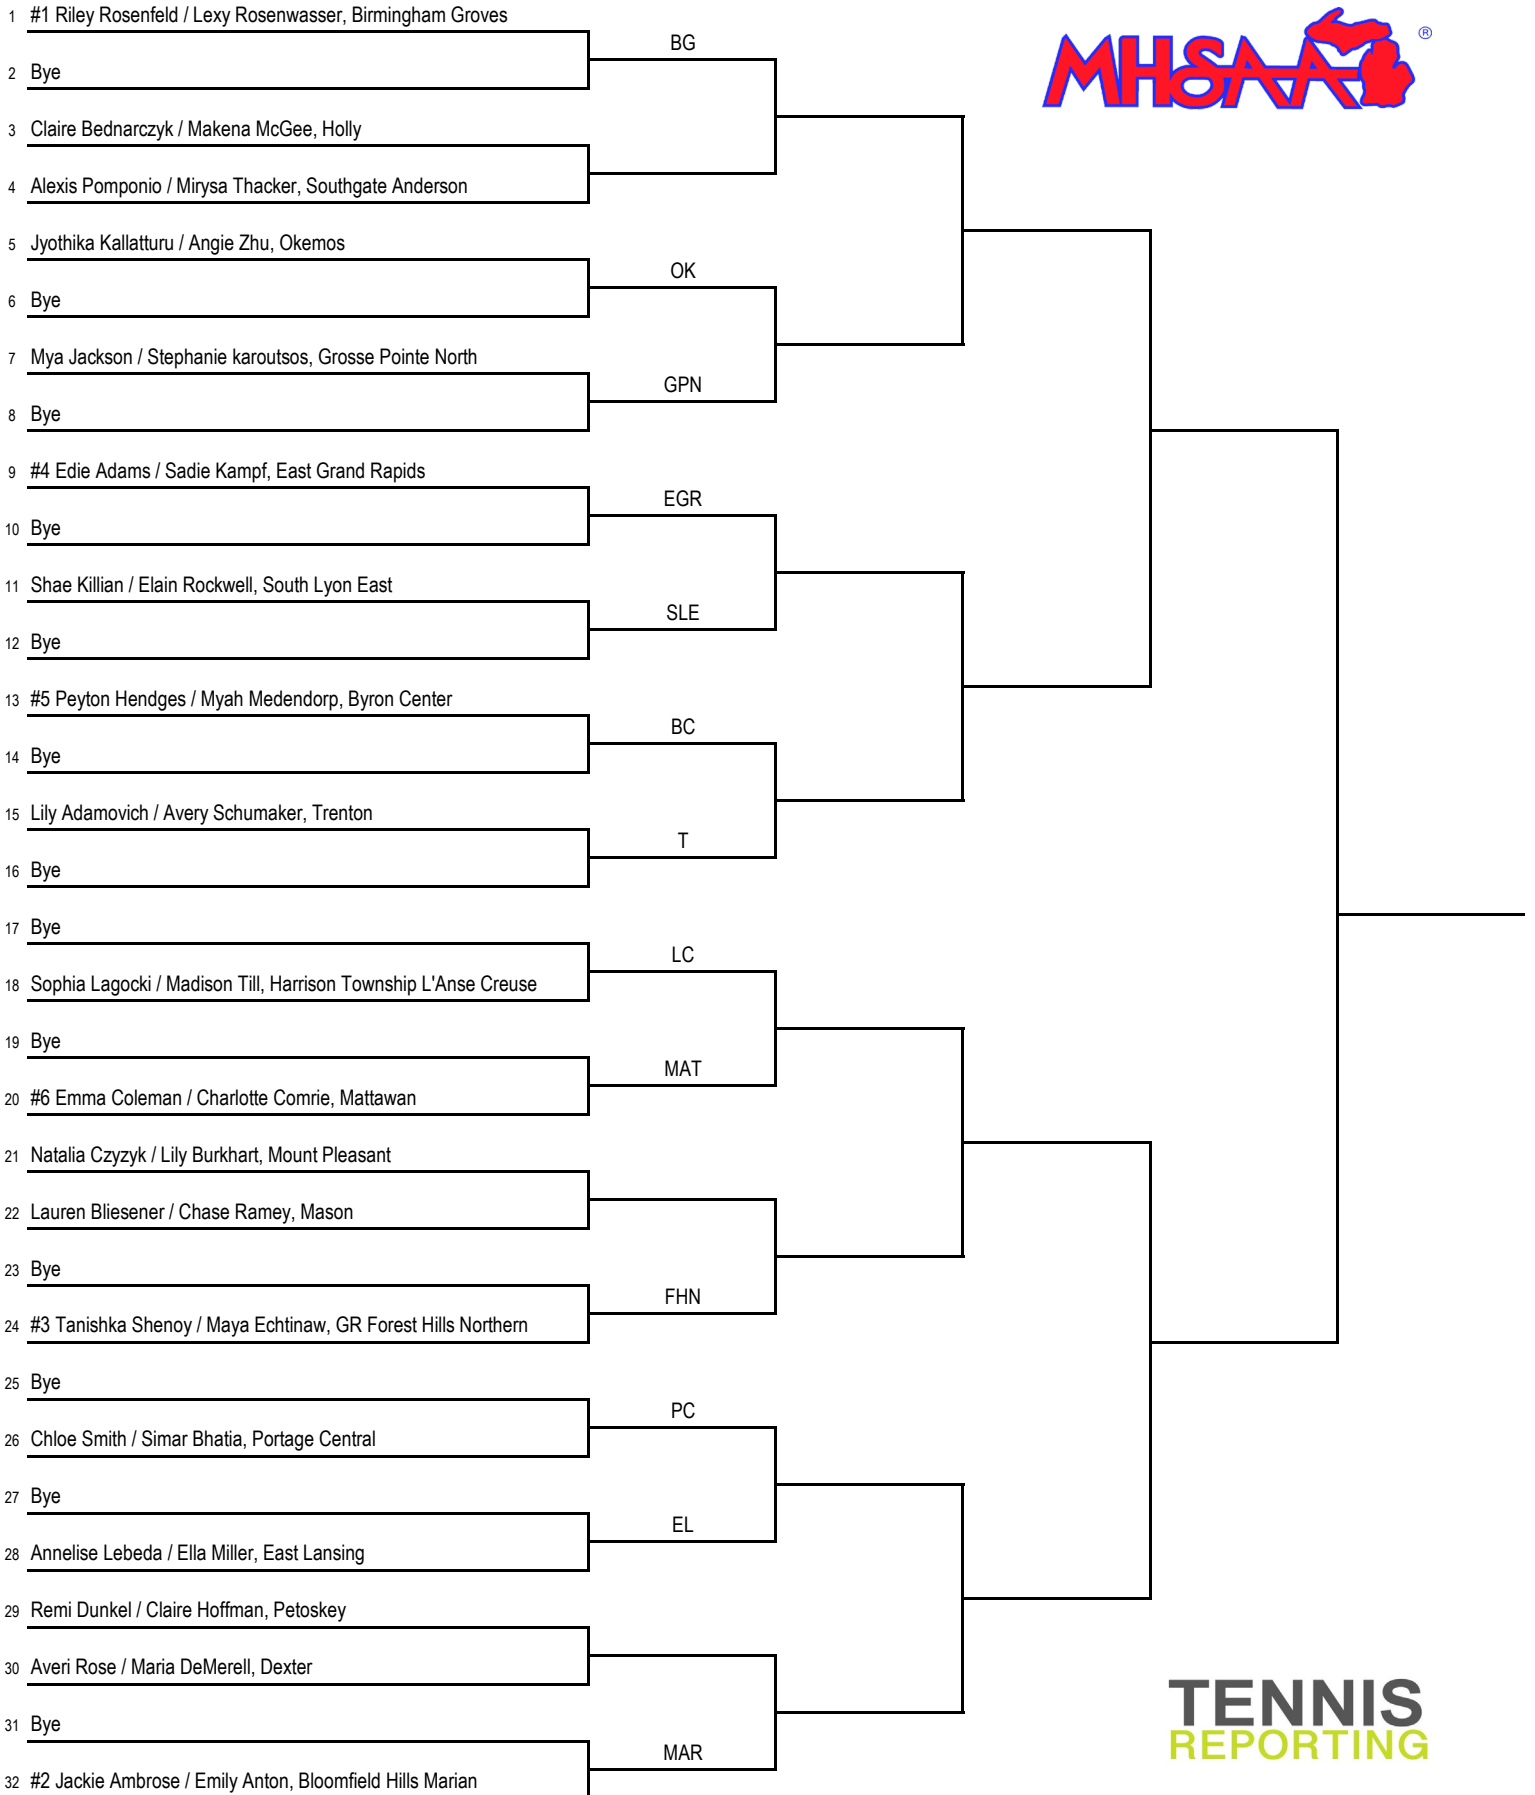 1 #1 Riley Rosenfeld / Lexy Rosenwasser, Birmingham Groves
BG
MHSAA ®
2 Bye
3 Claire Bednarczyk / Makena McGee, Holly
4 Alexis Pomponio / Mirysa Thacker, Southgate Anderson
5 Jyothika Kallatturu / Angie Zhu, Okemos
OK
6 Bye
7 Mya Jackson / Stephanie karoutsos, Grosse Pointe North
GPN
8 Bye
9 #4 Edie Adams / Sadie Kampf, East Grand Rapids
EGR
10 Bye
11 Shae Killian / Elain Rockwell, South Lyon East
SLE
12 Bye
13 #5 Peyton Hendges / Myah Medendorp, Byron Center
BC
14 Bye
15 Lily Adamovich / Avery Schumaker, Trenton
T
16 Bye
17 Bye
LC
18 Sophia Lagocki / Madison Till, Harrison Township L'Anse Creuse
19 Bye
MAT
20 #6 Emma Coleman / Charlotte Comrie, Mattawan
21 Natalia Czyzyk / Lily Burkhart, Mount Pleasant
22 Lauren Bliesener / Chase Ramey, Mason
23 Bye
FHN
24 #3 Tanishka Shenoy / Maya Echtinaw, GR Forest Hills Northern
25 Bye
PC
26 Chloe Smith / Simar Bhatia, Portage Central
27 Bye
EL
28 Annelise Lebeda / Ella Miller, East Lansing
29 Remi Dunkel / Claire Hoffman, Petoskey
30 Averi Rose / Maria DeMerell, Dexter
31 Bye
MAR
32 #2 Jackie Ambrose / Emily Anton, Bloomfield Hills Marian
TENNIS
REPORTING